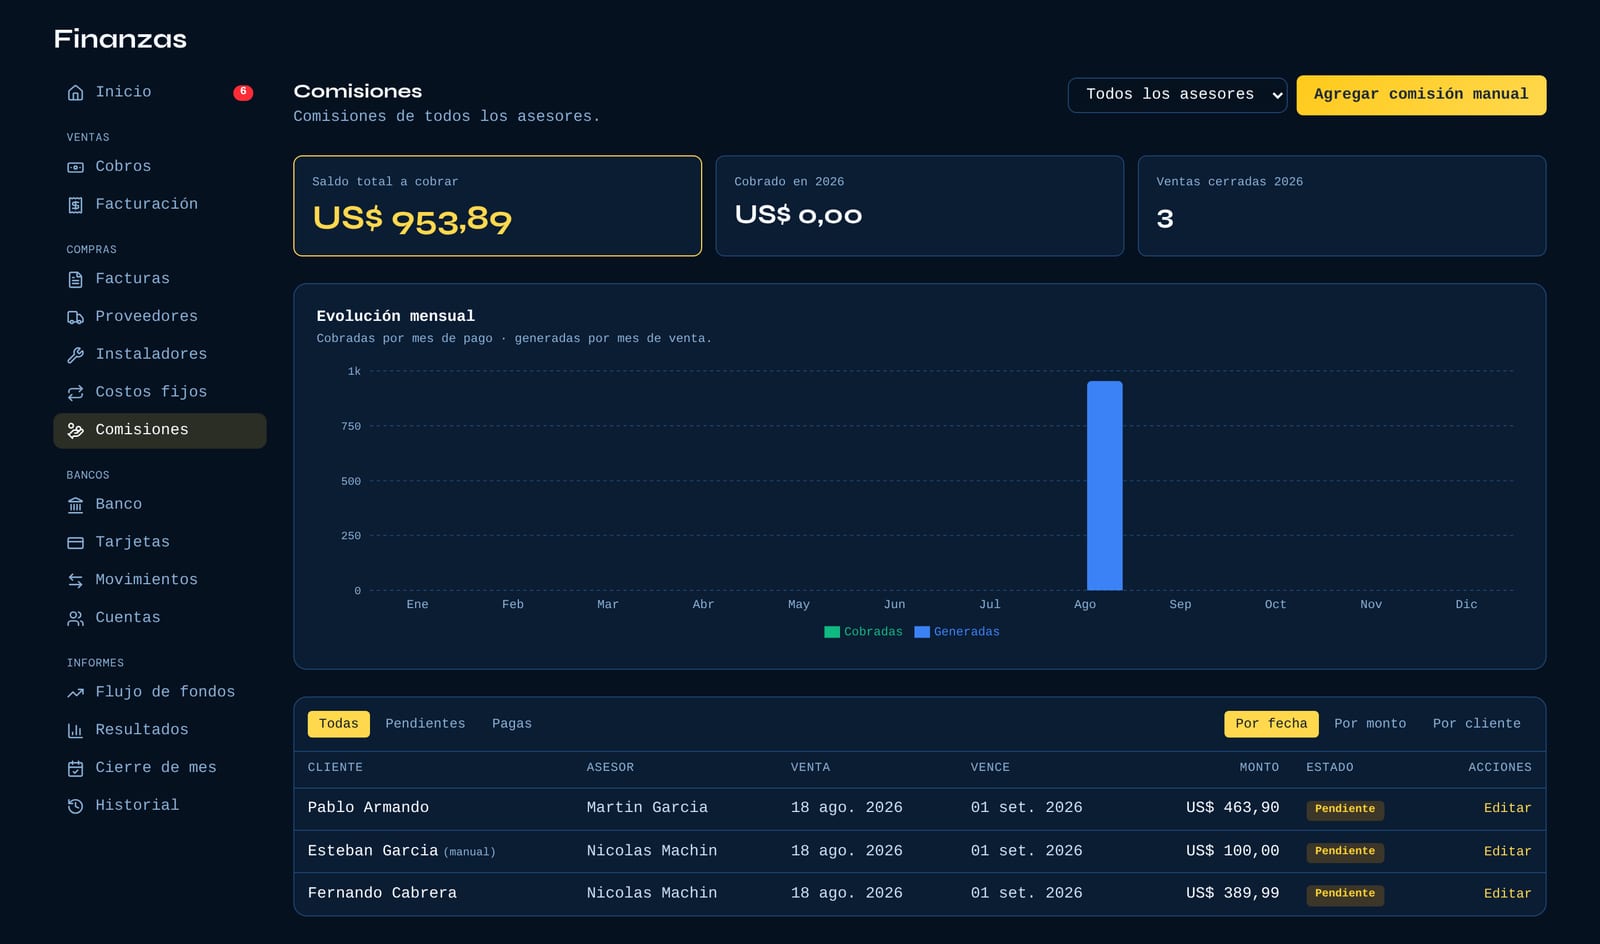 Finanzas
Inicio 6
VENTAS
Cobros
Facturación
COMPRAS
Facturas
Proveedores
Instaladores
Costos fijos
Comisiones
BANCOS
Banco
Tarjetas
Movimientos
Cuentas
INFORMES
Flujo de fondos
Resultados
Cierre de mes
Historial
Comisiones
Comisiones de todos los asesores.
Todos los asesores
Agregar comisión manual
Saldo total a cobrar
US$ 953,89
Cobrado en 2026
US$ 0,00
Ventas cerradas 2026
3
Evolución mensual
Cobradas por mes de pago · generadas por mes de venta.
1k
750
500
250
0
Ene Feb Mar Abr May Jun Jul Ago Sep Oct Nov Dic
Cobradas Generadas
Todas Pendientes Pagas Por fecha Por monto Por cliente
CLIENTE ASESOR VENTA VENCE MONTO ESTADO ACCIONES
Pablo Armando Martin Garcia 18 ago. 2026 01 set. 2026 US$ 463,90 Pendiente Editar
Esteban Garcia (manual) Nicolas Machin 18 ago. 2026 01 set. 2026 US$ 100,00 Pendiente Editar
Fernando Cabrera Nicolas Machin 18 ago. 2026 01 set. 2026 US$ 389,99 Pendiente Editar